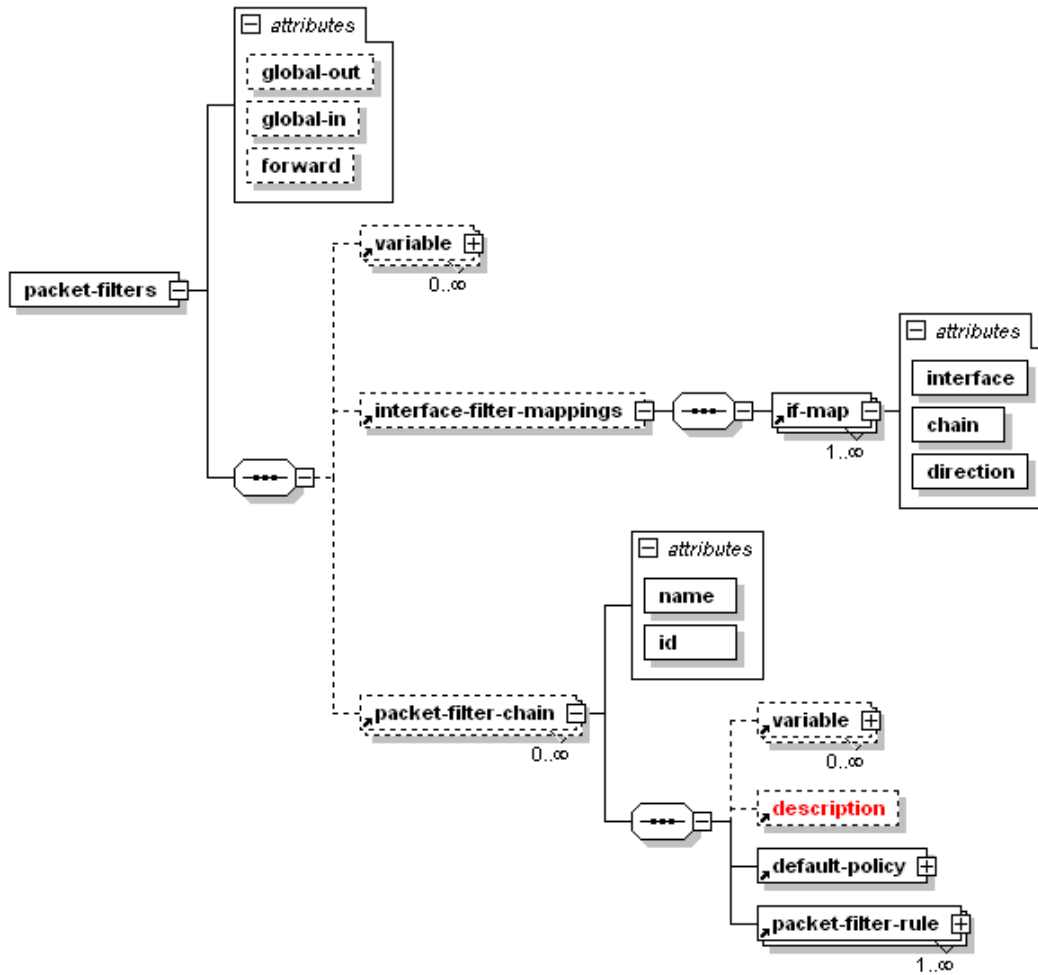 attributes
global-out
global-in
forward
variable
0..∞
packet-filters
attributes
interface
interface-filter-mappings
if-map
chain
1..∞
direction
attributes
name
id
packet-filter-chain
0..∞
variable
0..∞
description
default-policy
packet-filter-rule
1..∞